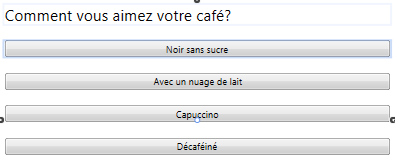 Comment vous aimez votre café?
Noir sans sucre
Avec un nuage de lait
Capuccino
Décaféiné